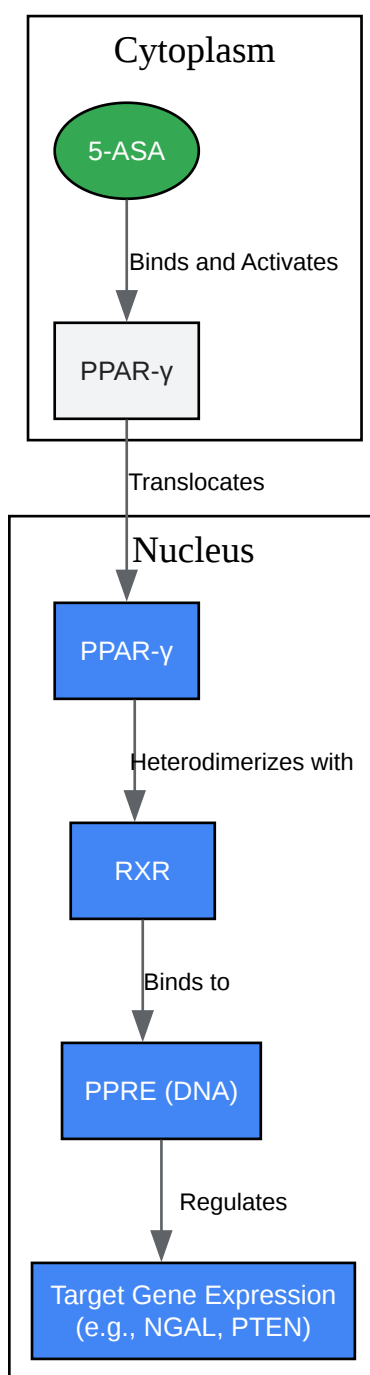 Cytoplasm
5-ASA
Binds and Activates
PPAR-γ
Translocates
Nucleus
PPAR-γ
Heterodimerizes with
RXR
Binds to
PPRE (DNA)
Regulates
Target Gene Expression
(e.g., NGAL, PTEN)